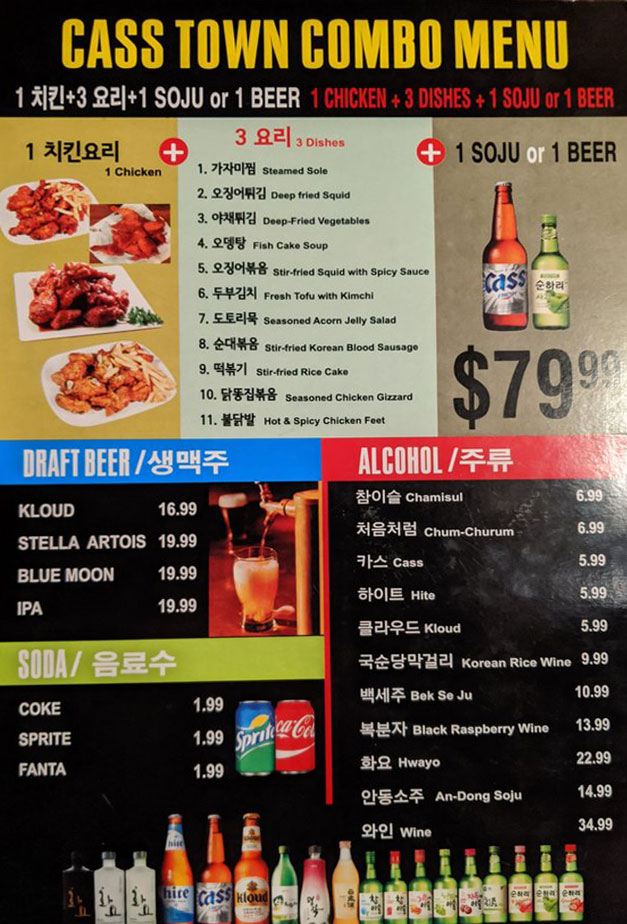 CASS TOWN COMBO MENU
1 치킨+3 요리+1 SOJU or 1 BEER 1 CHICKEN + 3 DISHES + 1 SOJU or 1 BEER
1 치킨요리
1 Chicken
+
3 요리 3 Dishes
1. 가자미찜 Steamed Sole
2. 오징어튀김 Deep fried Squid
3. 야채튀김 Deep-Fried Vegetables
4. 오뎅탕 Fish Cake Soup
5. 오징어볶음 Stir-fried Squid with Spicy Sauce
6. 두부김치 Fresh Tofu with Kimchi
7. 도토리묵 Seasoned Acorn Jelly Salad
8. 순대볶음 Stir-fried Korean Blood Sausage
9. 떡볶기 Stir-fried Rice Cake
10. 닭똥집볶음 Seasoned Chicken Gizzard
11. 불닭발 Hot & Spicy Chicken Feet
+
1 SOJU or 1 BEER
Cass
순하리
$79.99
DRAFT BEER / 생맥주
KLOUD 16.99
STELLA ARTOIS 19.99
BLUE MOON 19.99
IPA 19.99
SODA / 음료수
COKE 1.99
SPRITE 1.99
FANTA 1.99
Sprite
Coca-Col
ALCOHOL / 주류
참이슬 Chamisul 6.99
처음처럼 Chum-Churum 6.99
카스 Cass 5.99
하이트 Hite 5.99
클라우드 Kloud 5.99
국순당막걸리 Korean Rice Wine 9.99
백세주 Bek Se Ju 10.99
복분자 Black Raspberry Wine 13.99
화요 Hwayo 22.99
안동소주 An-Dong Soju 14.99
와인 Wine 34.99
hite
Cass
Kloud